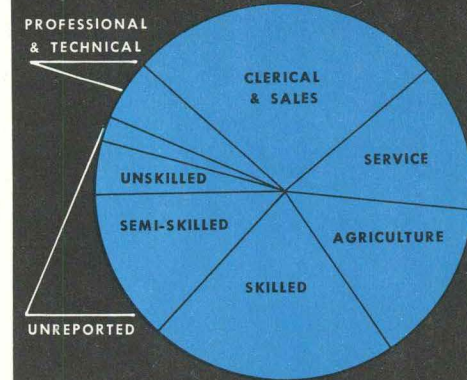 PROFESSIONAL
& TECHNICAL
CLERICAL
& SALES
SERVICE
UNSKILLED
SEMI-SKILLED
AGRICULTURE
SKILLED
UNREPORTED